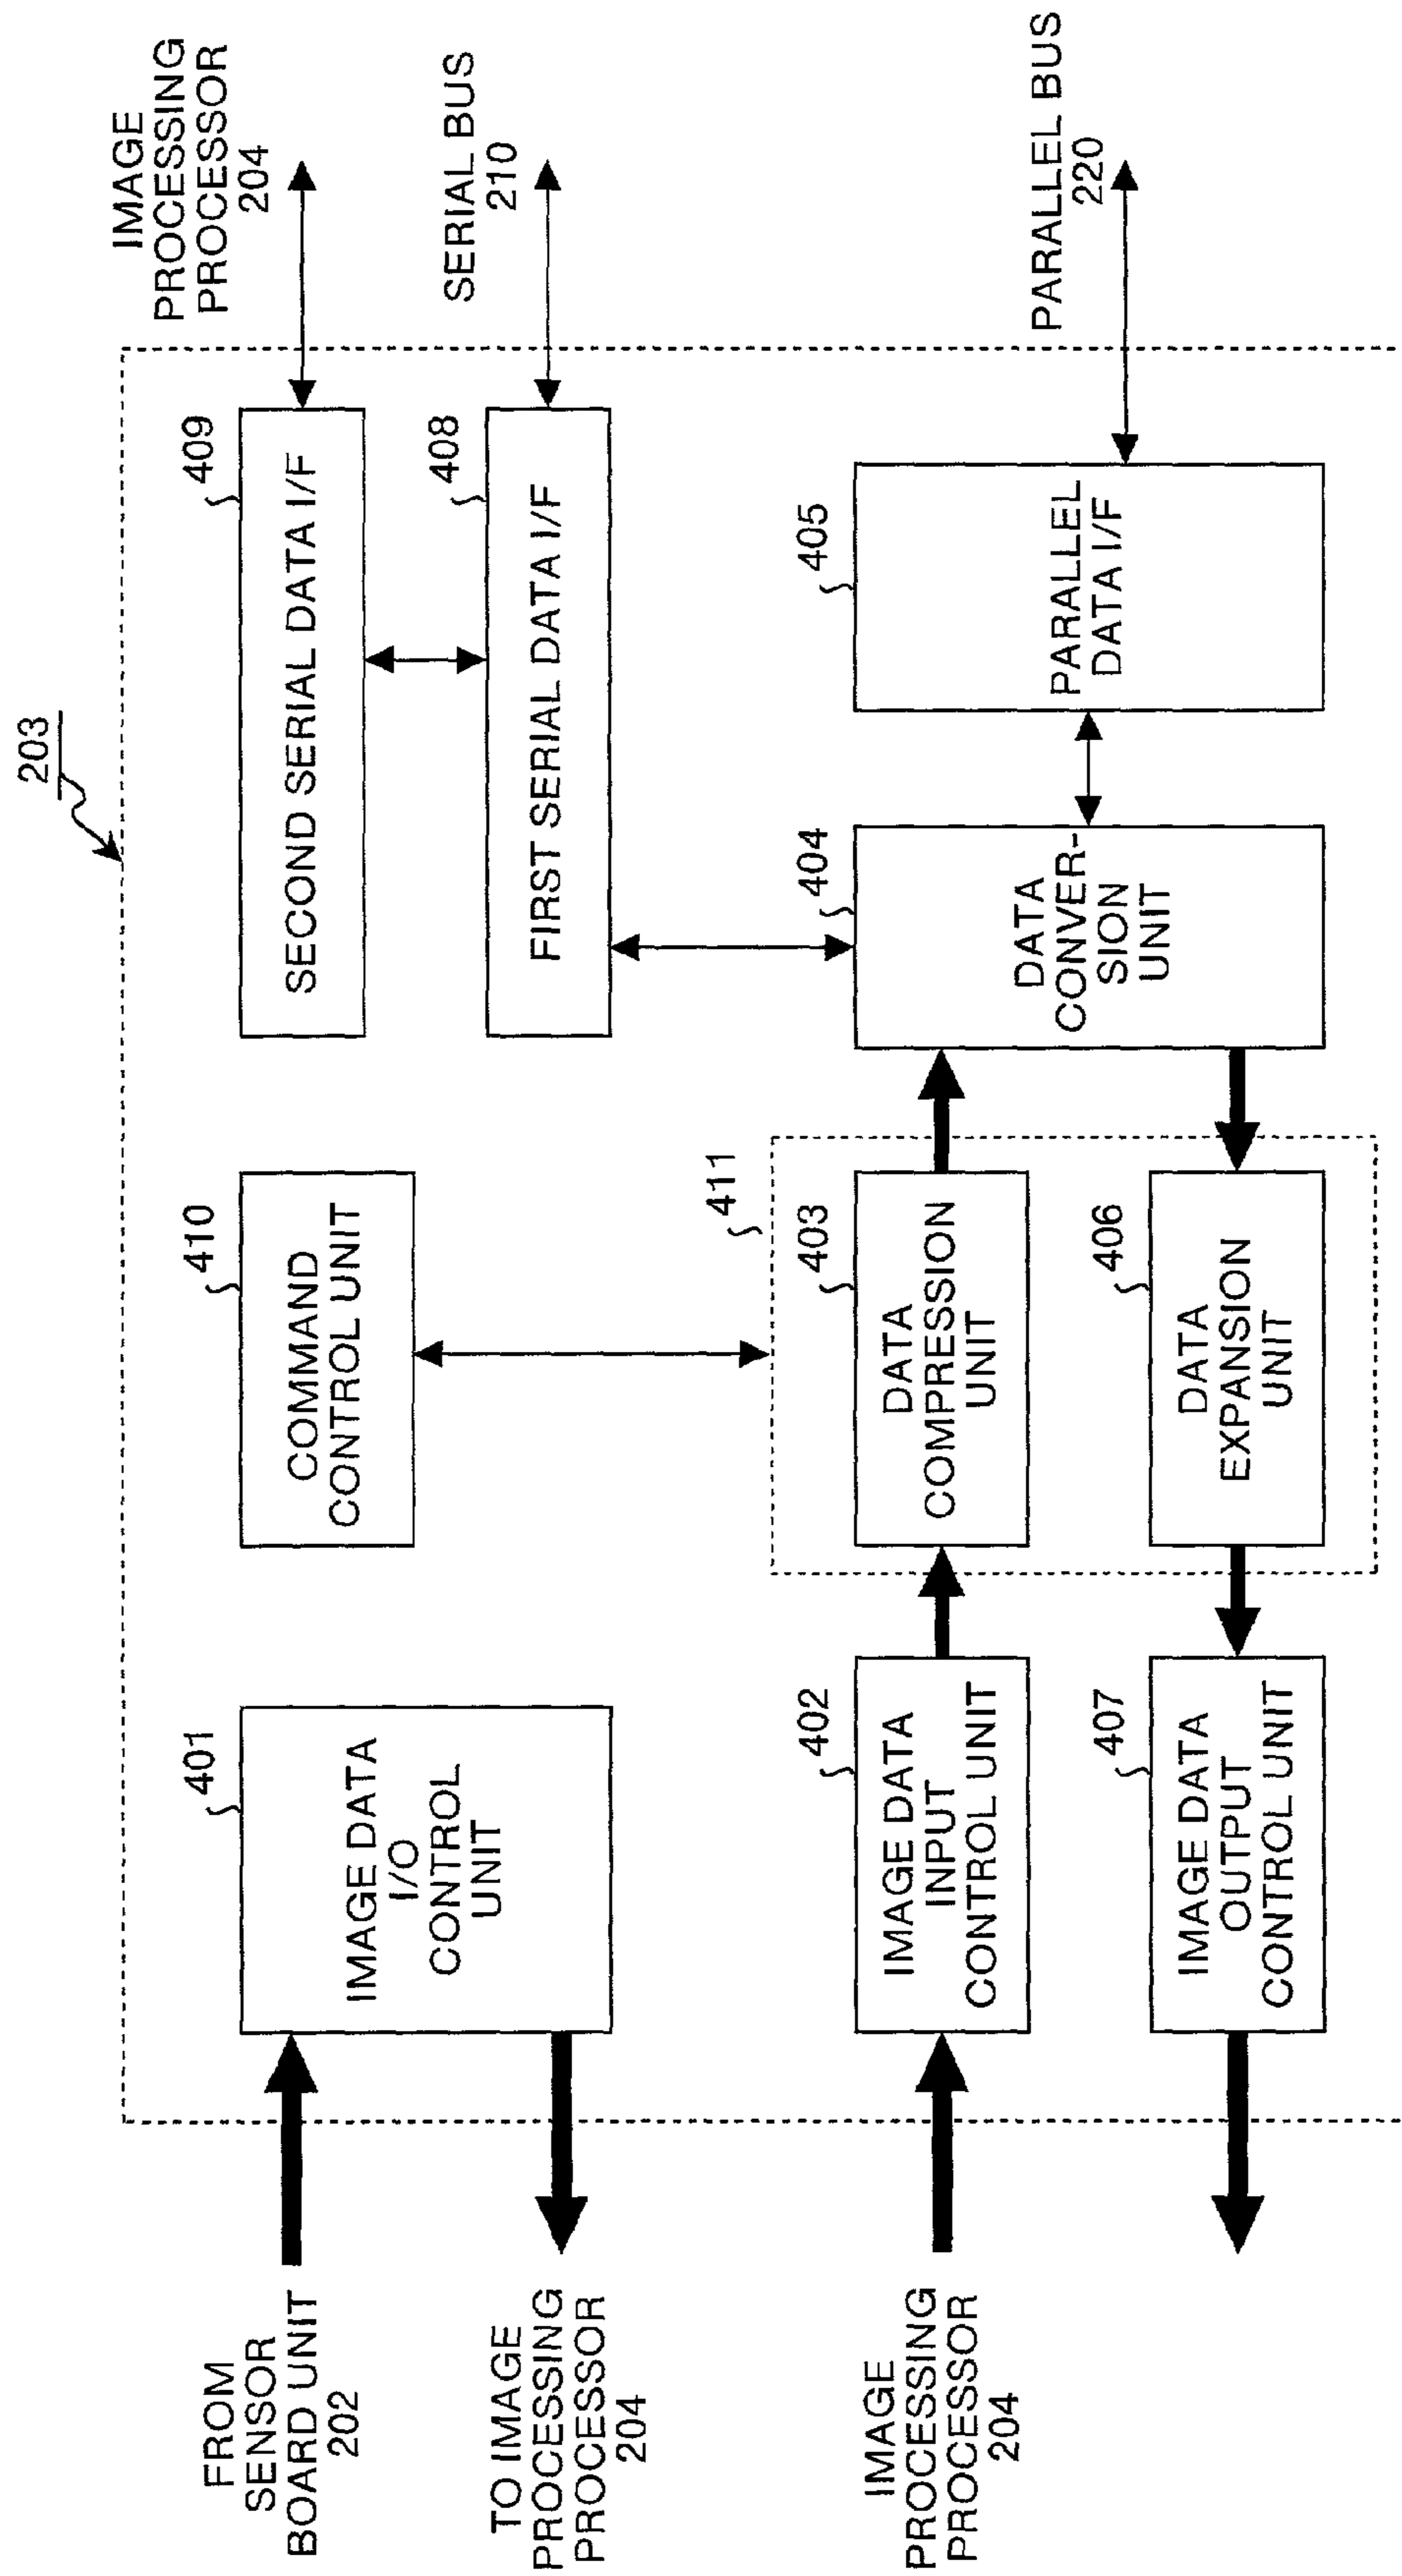 203
FROM
SENSOR
BOARD UNIT
202
401
IMAGE DATA
I/O
CONTROL
UNIT
TO IMAGE
PROCESSING
PROCESSOR
204
410
COMMAND
CONTROL UNIT
409
SECOND SERIAL DATA I/F
IMAGE
PROCESSING
PROCESSOR
204
408
FIRST SERIAL DATA I/F
SERIAL BUS
210
411
IMAGE
PROCESSING
PROCESSOR
204
402
IMAGE DATA
INPUT
CONTROL UNIT
403
DATA
COMPRESSION
UNIT
404
DATA
CONVER-
SION
UNIT
405
PARALLEL
DATA I/F
PARALLEL BUS
220
407
IMAGE DATA
OUTPUT
CONTROL UNIT
406
DATA
EXPANSION
UNIT